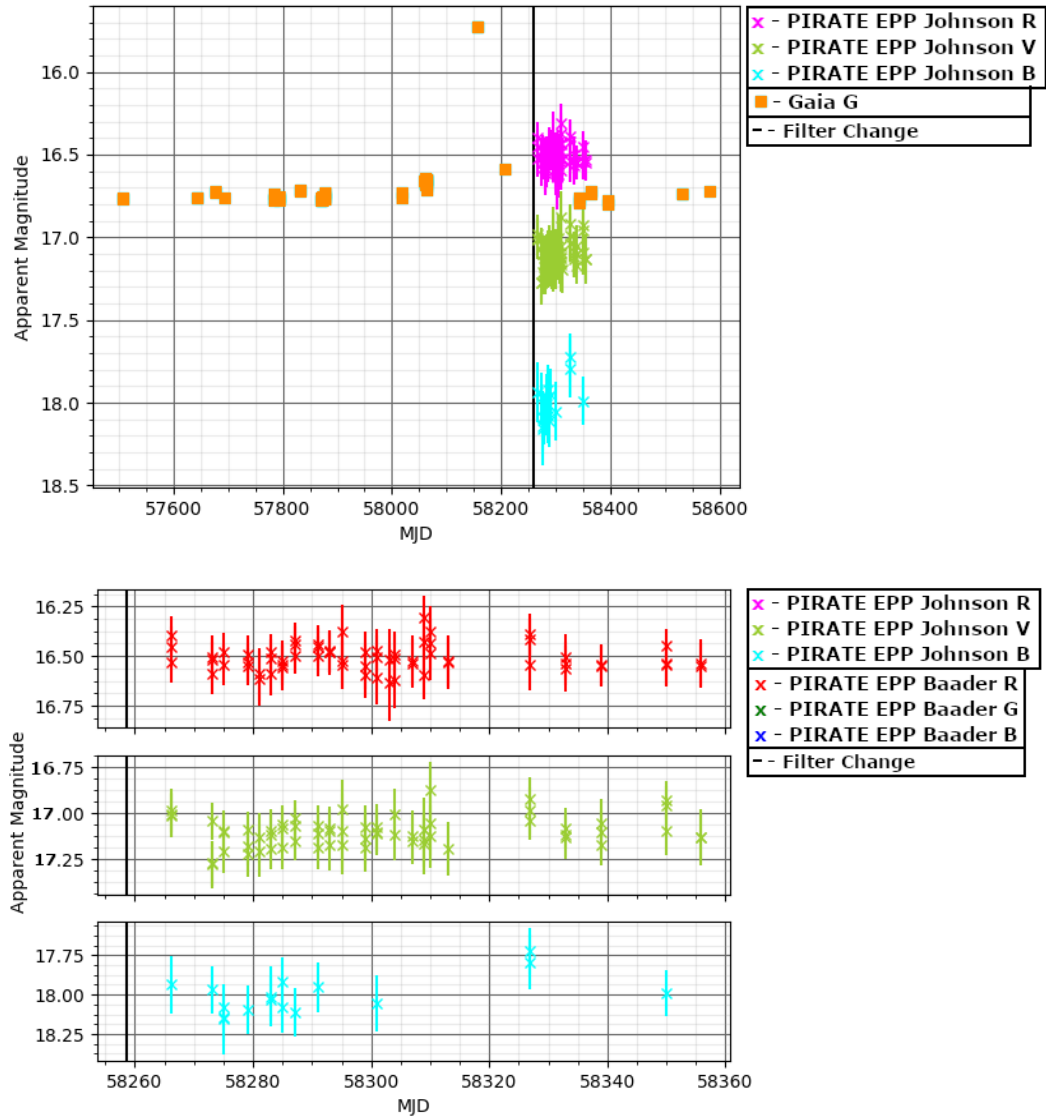 × - PIRATE EPP Johnson R
× - PIRATE EPP Johnson V
× - PIRATE EPP Johnson B
■ - Gaia G
- Filter Change
16.0
16.5
17.0
17.5
18.0
18.5
Apparent Magnitude
57600 57800 58000 58200 58400 58600
MJD
× - PIRATE EPP Johnson R
× - PIRATE EPP Johnson V
× - PIRATE EPP Johnson B
× - PIRATE EPP Baader R
× - PIRATE EPP Baader G
× - PIRATE EPP Baader B
- Filter Change
16.25
16.50
16.75
16.75
17.00
17.25
17.75
18.00
18.25
Apparent Magnitude
58260 58280 58300 58320 58340 58360
MJD